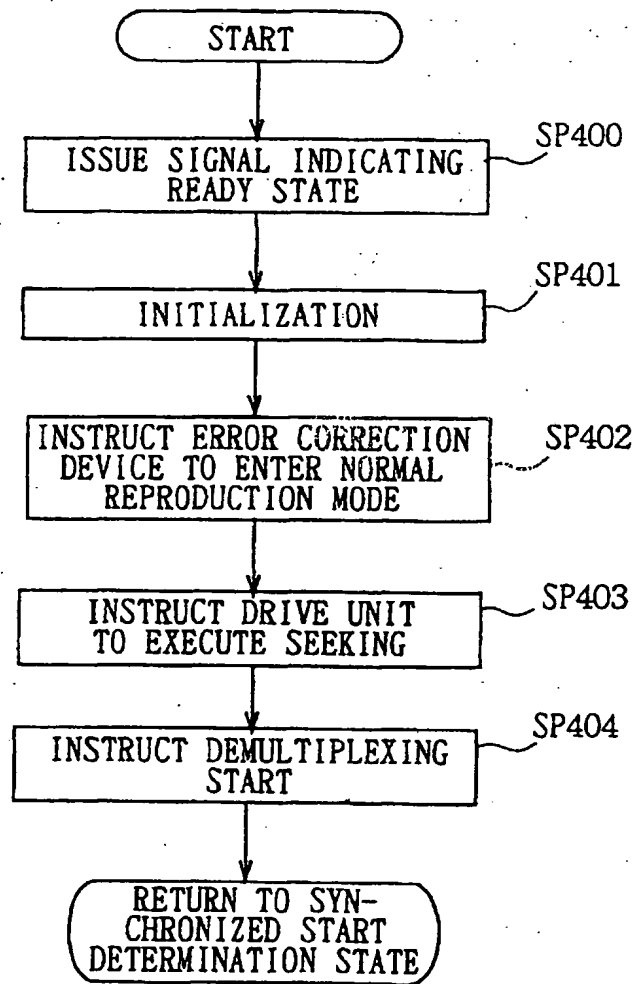 START
SP400
ISSUE SIGNAL INDICATING
READY STATE
SP401
INITIALIZATION
SP402
INSTRUCT ERROR CORRECTION
DEVICE TO ENTER NORMAL
REPRODUCTION MODE
SP403
INSTRUCT DRIVE UNIT
TO EXECUTE SEEKING
SP404
INSTRUCT DEMULTIPLEXING
START
RETURN TO SYN-
CHRONIZED START
DETERMINATION STATE